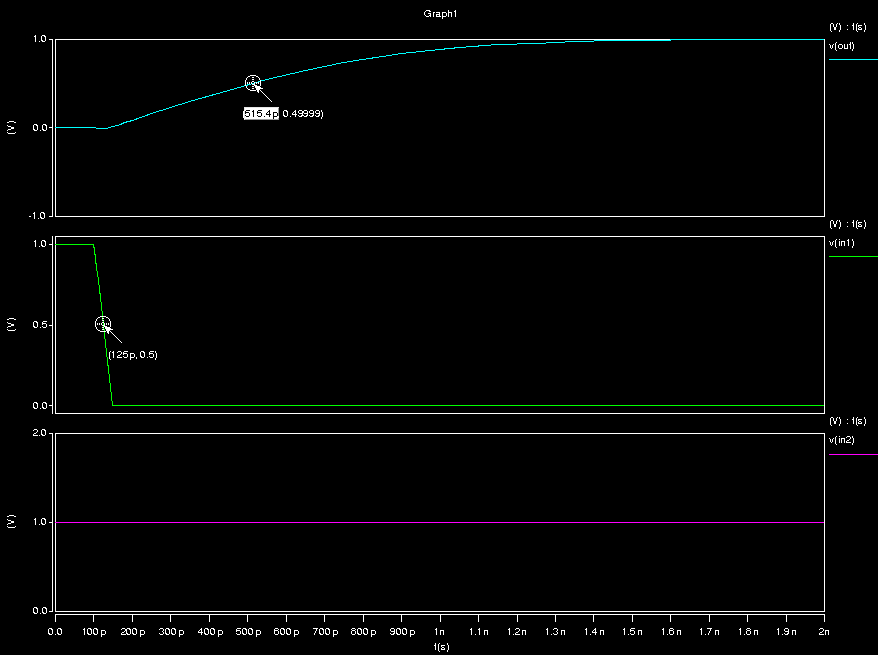 Graph1
(V) : t(s)
v(out)
1.0
0.0
-1.0
(V)
(515.4p, 0.49999)
(V) : t(s)
v(in1)
1.0
0.5
0.0
(V)
(125p, 0.5)
(V) : t(s)
v(in2)
2.0
1.0
0.0
(V)
0.0 100p 200p 300p 400p 500p 600p 700p 800p 900p 1n 1.1n 1.2n 1.3n 1.4n 1.5n 1.6n 1.7n 1.8n 1.9n 2n
t(s)